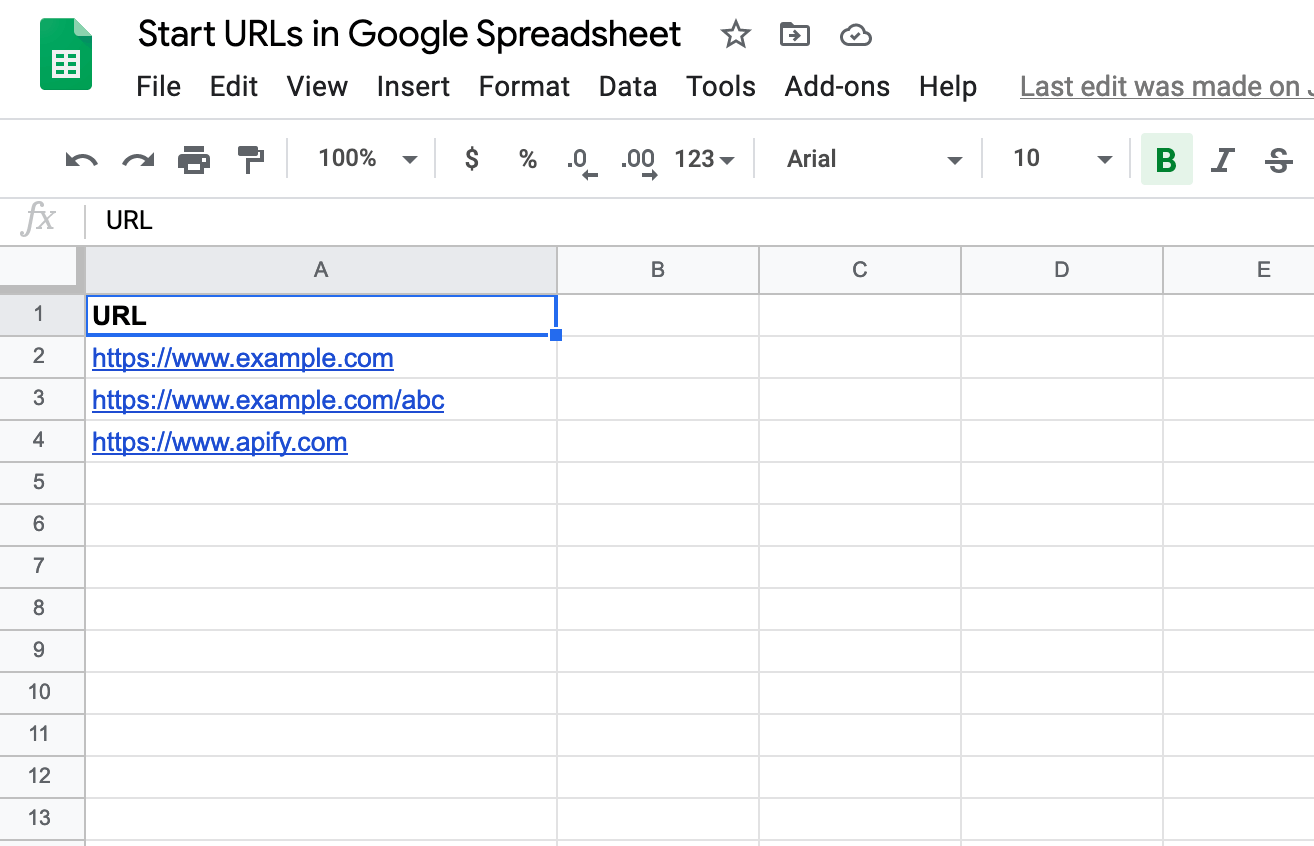 Start URLs in Google Spreadsheet
File Edit View Insert Format Data Tools Add-ons Help Last edit was made on
100% $ % .0 .00 123 Arial 10 B I S
fx URL
A B C D E
1 URL
2 https://www.example.com
3 https://www.example.com/abc
4 https://www.apify.com
5
6
7
8
9
10
11
12
13